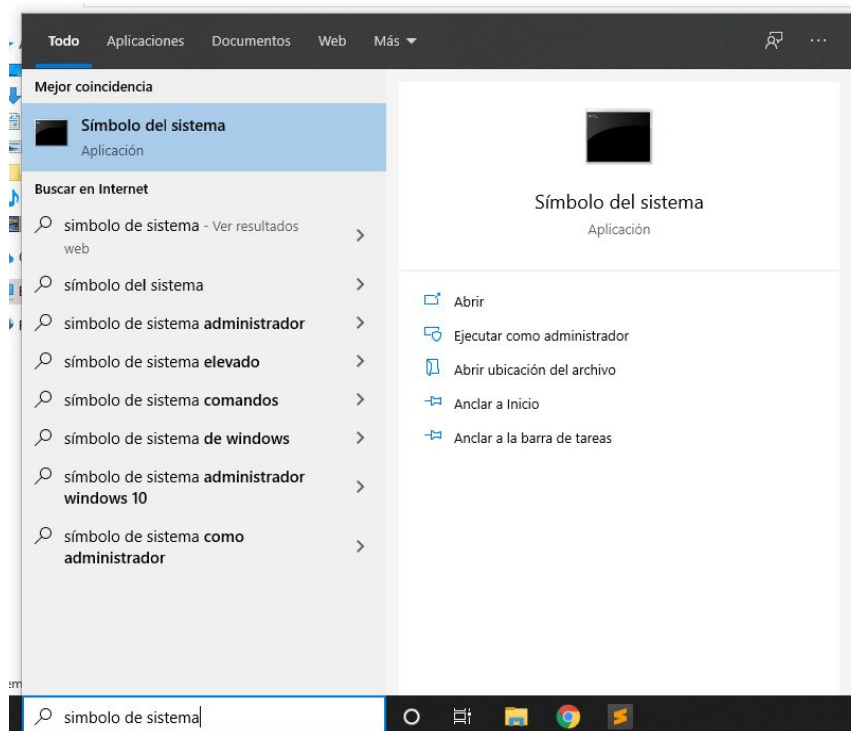 Todo Aplicaciones Documentos Web Más
Mejor coincidencia
Símbolo del sistema
Aplicación
Buscar en Internet
simbolo de sistema - Ver resultados
web
símbolo del sistema
simbolo de sistema administrador
símbolo de sistema elevado
símbolo de sistema comandos
símbolo de sistema de windows
símbolo de sistema administrador
windows 10
símbolo de sistema como
administrador
Símbolo del sistema
Aplicación
Abrir
Ejecutar como administrador
Abrir ubicación del archivo
Anclar a Inicio
Anclar a la barra de tareas
simbolo de sistema